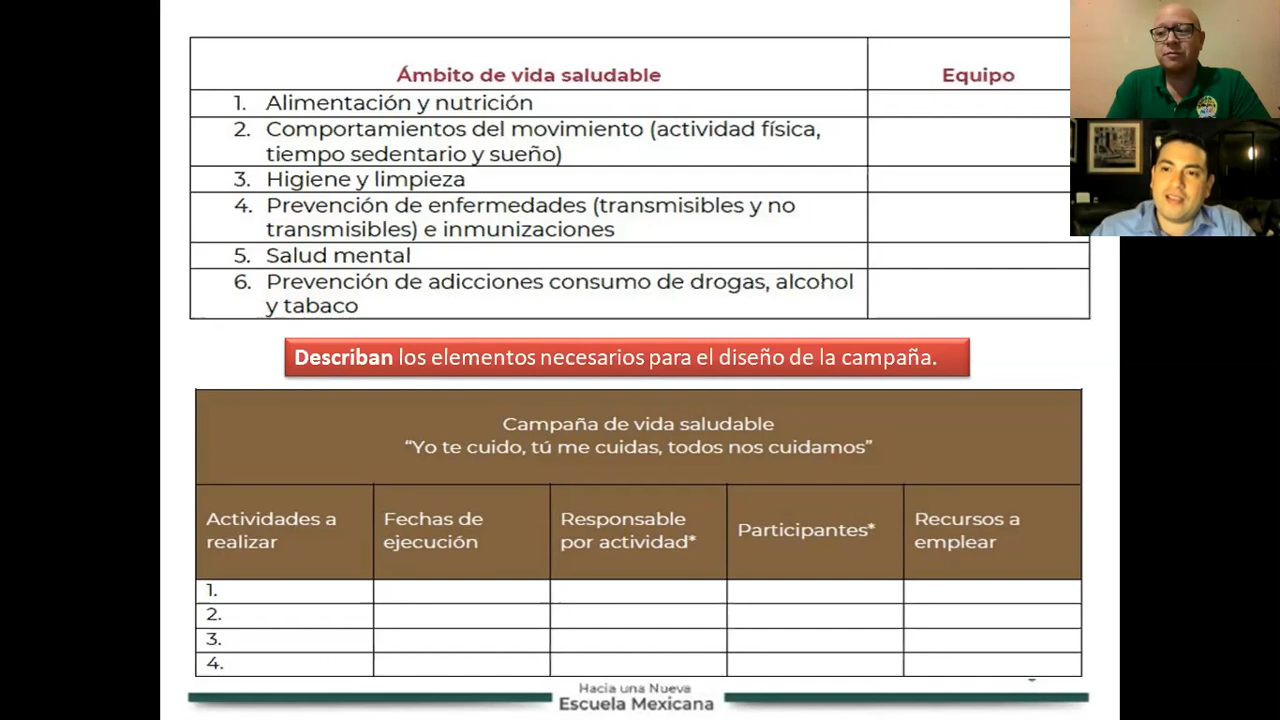 Ámbito de vida saludable
Equipo
1. Alimentación y nutrición
2. Comportamientos del movimiento (actividad física,
tiempo sedentario y sueño)
3. Higiene y limpieza
4. Prevención de enfermedades (transmisibles y no
transmisibles) e inmunizaciones
5. Salud mental
6. Prevención de adicciones consumo de drogas, alcohol
y tabaco
Describan los elementos necesarios para el diseño de la campaña.
Campaña de vida saludable
“Yo te cuido, tú me cuidas, todos nos cuidamos”
Actividades a
realizar
Fechas de
ejecución
Responsable
por actividad*
Participantes*
Recursos a
emplear
1.
2.
3.
4.
Hacia una Nueva
Escuela Mexicana